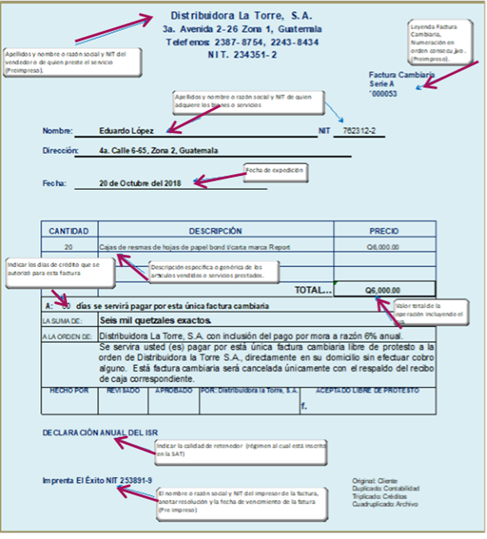 Distribuidora La Torre, S.A.
3a. Avenida 2-26 Zona 1, Guatemala
Telefenos: 2387-8754, 2243-8434
NIT. 234351-2
Apellidos y nombre o razón social y NIT del
vendedor o de quien preste el servicio
(Preimpreso).
Leyenda Factura
Cambiaria,
Numeración en
orden consecutivo.
(Preimpreso).
Factura Cambiaria
Serie A
'000053
Apellidos y nombre o razón social y NIT de quien
adquiere los bienes o servicios
Nombre: Eduardo López NIT 762312-2
Dirección: 4a. Calle 6-65, Zona 2, Guatemala
Fecha de expedición
Fecha: 20 de Octubre del 2018
CANTIDAD DESCRIPCIÓN PRECIO
20 Cajas de resmas de hojas de papel bond t/carta marca Report Q6,000.00
Indicar los días de crédito que se
autorizó para esta factura
Descripción especifica o genérica de los
artículos vendidos o servicios prestados.
TOTAL... Q6,000.00
Valor total de la
operación incluyendo el
A: días se servirá pagar por esta única factura cambiaria
LA SUMA DE: Seis mil quetzales exactos.
A LA ORDEN DE: Distribuidora La Torre, S.A. con inclusión del pago por mora a razón 6% anual.
Se servira usted (es) pagar por está única factura cambiaria libre de protesto a la
orden de Distribuidora la Torre S.A., directamente en su domicilio sin efectuar cobro
alguno. Está factura cambiaria será cancelada únicamente con el respaldo del recibo
de caja correspondiente.
HECHO POR REVISADO APROBADO POR: Distribuidora la Torre, S.A. ACEPTADO LIBRE DE PROTESTO
f.
DECLARACIÓN ANUAL DEL ISR
Indicar la calidad de retenedor (régimen al cual está inscrito
en la SAT)
Imprenta El Éxito NIT 253891-9
El nombre o razón social y NIT del impresor de la factura,
anotar resolución y la fecha de vencimiento de la fatura
(Pre impreso)
Original: Cliente
Duplicado: Contabilidad
Triplicado: Créditos
Cuadruplicado: Archivo